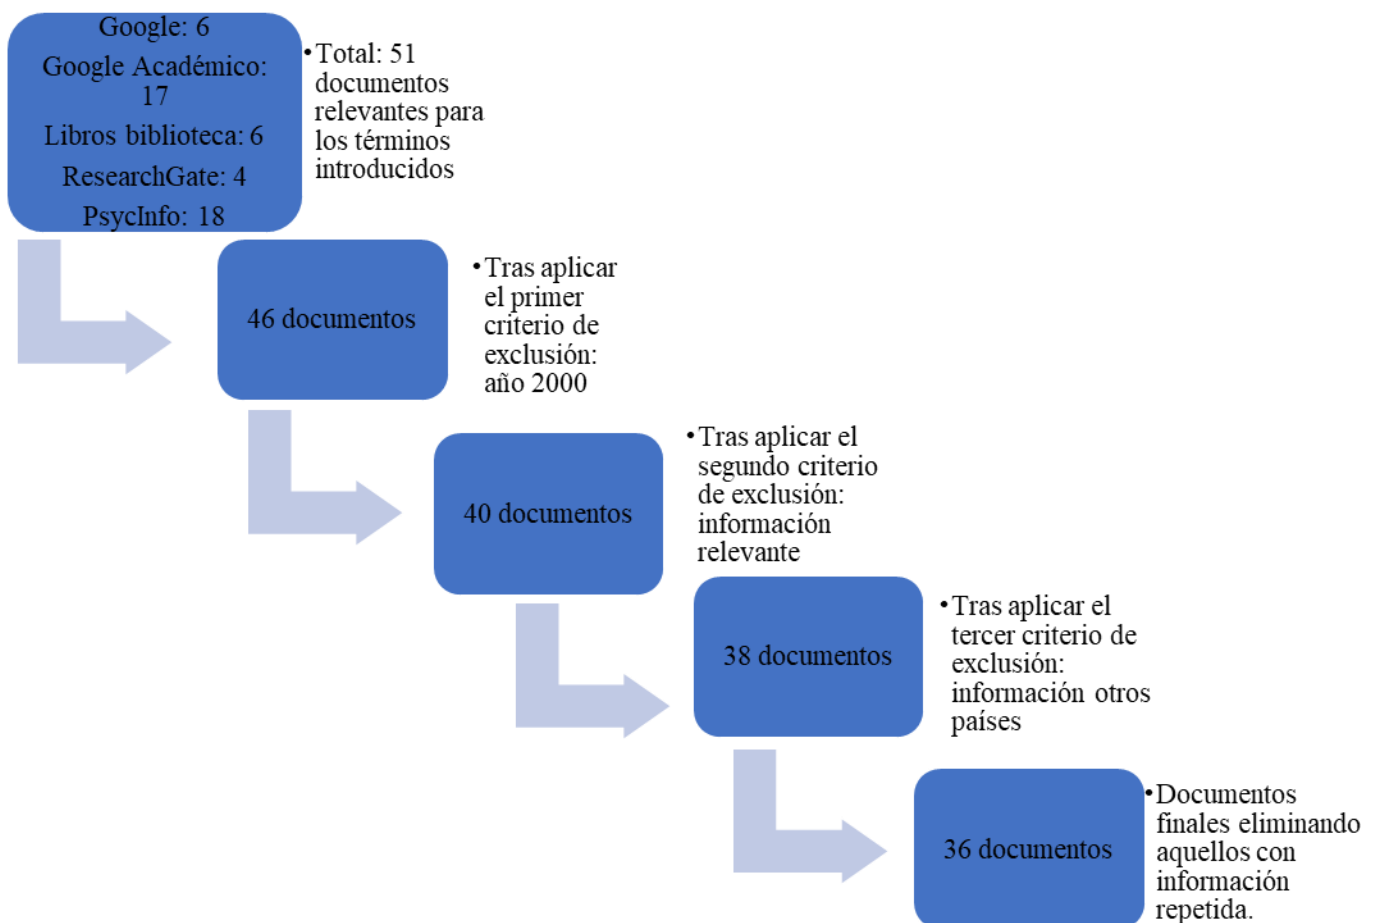 Google: 6
Google Académico:
17
Libros biblioteca: 6
ResearchGate: 4
PsycInfo: 18
•Total: 51
documentos
relevantes para
los términos
introducidos
46 documentos
•Tras aplicar
el primer
criterio de
exclusión:
año 2000
40 documentos
•Tras aplicar el
segundo criterio
de exclusión:
información
relevante
38 documentos
•Tras aplicar el
tercer criterio de
exclusión:
información otros
países
36 documentos
•Documentos
finales eliminando
aquellos con
información
repetida.